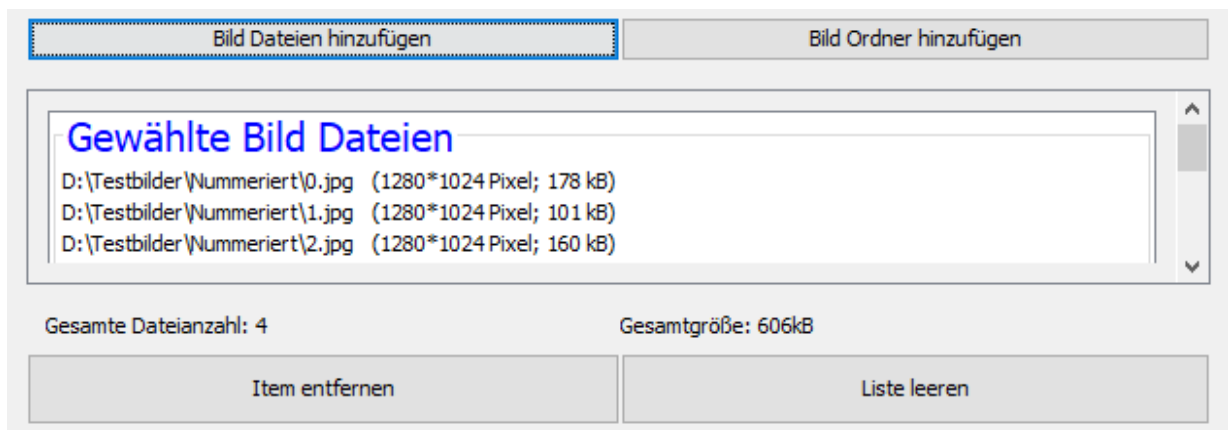 Bild Dateien hinzufügen
Bild Ordner hinzufügen
Gewählte Bild Dateien
D:\Testbilder\Nummeriert\0.jpg (1280*1024 Pixel; 178 kB)
D:\Testbilder\Nummeriert\1.jpg (1280*1024 Pixel; 101 kB)
D:\Testbilder\Nummeriert\2.jpg (1280*1024 Pixel; 160 kB)
Gesamte Dateianzahl: 4
Gesamtgröße: 606kB
Item entfernen
Liste leeren